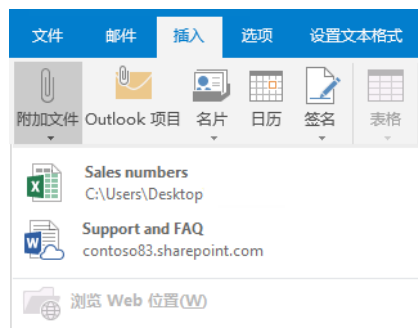 文件 邮件 插入 选项 设置文本格式
附加文件 Outlook 项目 名片 日历 签名 表格
Sales numbers
C:\Users\Desktop
Support and FAQ
contoso83.sharepoint.com
浏览 Web 位置(W)